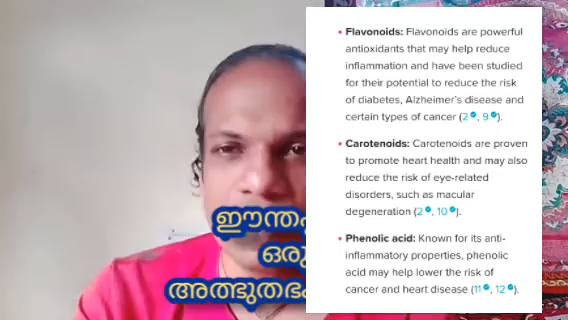 • Flavonoids: Flavonoids are powerful
antioxidants that may help reduce
inflammation and have been studied
for their potential to reduce the risk
of diabetes, Alzheimer's disease and
certain types of cancer (2, 9).
• Carotenoids: Carotenoids are proven
to promote heart health and may also
reduce the risk of eye-related
disorders, such as macular
degeneration (2, 10).
• Phenolic acid: Known for its anti-
inflammatory properties, phenolic
acid may help lower the risk of
cancer and heart disease (11, 12).
ഒരു